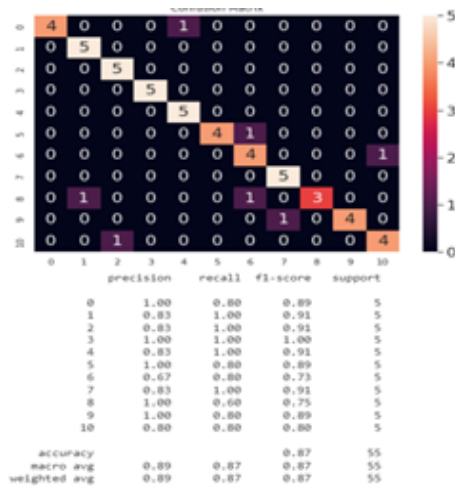 Confusion Matrix
0 4 0 0 0 1 0 0 0 0 0 0
1 0 5 0 0 0 0 0 0 0 0 0
2 0 0 5 0 0 0 0 0 0 0 0
3 0 0 0 5 0 0 0 0 0 0 0
4 0 0 0 0 5 0 0 0 0 0 0
5 0 0 0 0 0 4 1 0 0 0 0
6 0 0 0 0 0 0 4 0 0 0 1
7 0 0 0 0 0 0 0 5 0 0 0
8 0 1 0 0 0 0 1 0 3 0 0
9 0 0 0 0 0 0 0 1 0 4 0
10 0 0 1 0 0 0 0 0 0 0 4
0 1 2 3 4 5 6 7 8 9 10
5
4
3
2
1
0
precision recall f1-score support
0 1.00 0.80 0.89 5
1 0.83 1.00 0.91 5
2 0.83 1.00 0.91 5
3 1.00 1.00 1.00 5
4 0.83 1.00 0.91 5
5 1.00 0.80 0.89 5
6 0.67 0.80 0.73 5
7 0.83 1.00 0.91 5
8 1.00 0.60 0.75 5
9 1.00 0.80 0.89 5
10 0.80 0.80 0.80 5
accuracy 0.87 55
macro avg 0.89 0.87 0.87 55
weighted avg 0.89 0.87 0.87 55